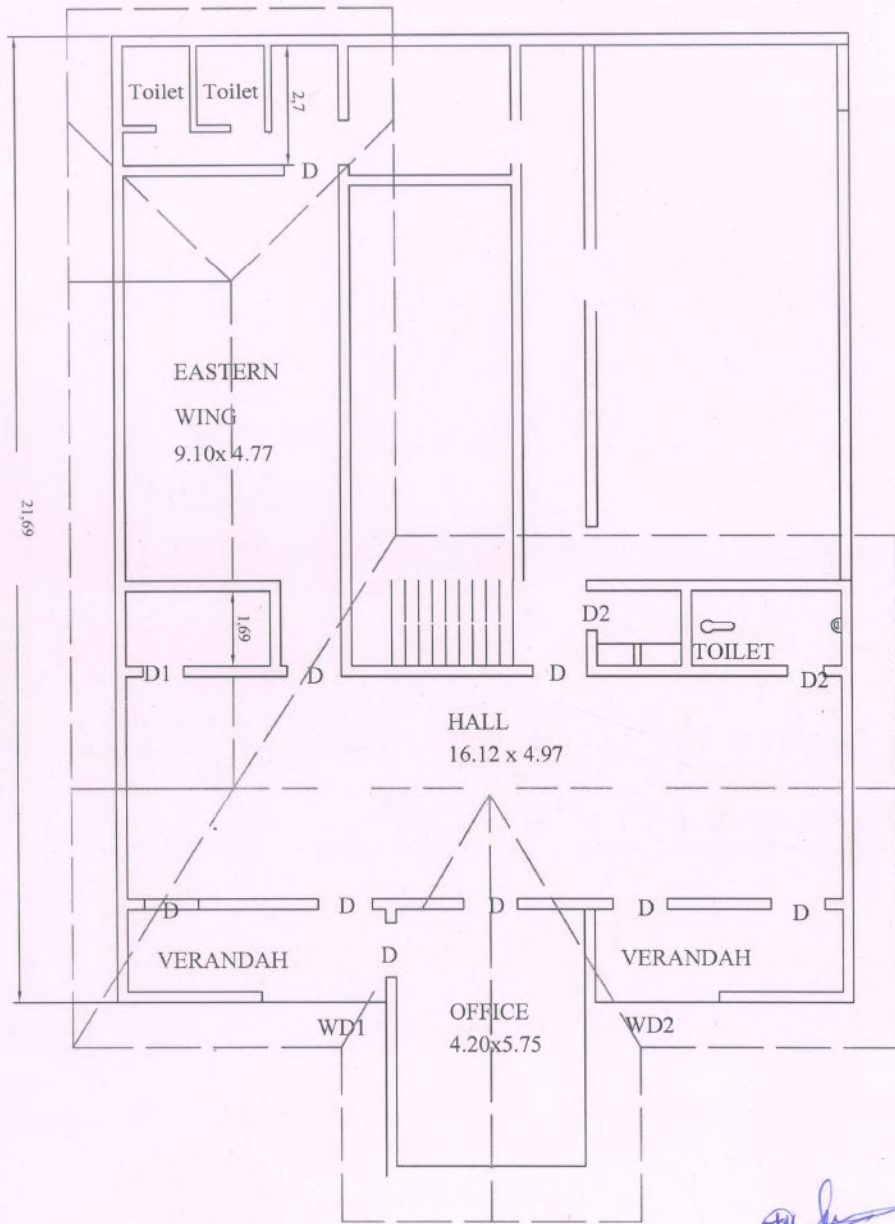 Toilet Toilet
2,7
D
EASTERN
WING
9.10x 4.77
21,69
1,69
D2
TOILET
D1 D D D2
HALL
16.12 x 4.97
D D D D D
VERANDAH D VERANDAH
OFFICE
4.20x5.75
WD1 WD2